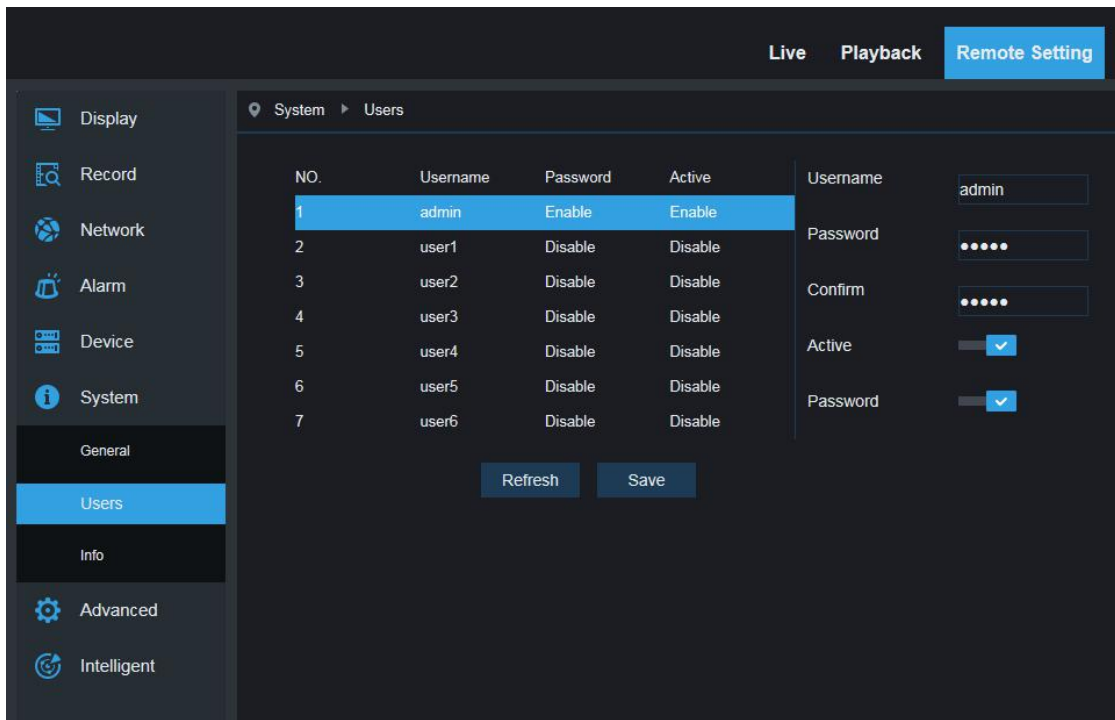 Live Playback Remote Setting
Display
Record
Network
Alarm
Device
System
General
Users
Info
Advanced
Intelligent
System Users
NO. Username Password Active
1 admin Enable Enable
2 user1 Disable Disable
3 user2 Disable Disable
4 user3 Disable Disable
5 user4 Disable Disable
6 user5 Disable Disable
7 user6 Disable Disable
Refresh Save
Username admin
Password •••••
Confirm •••••
Active
Password